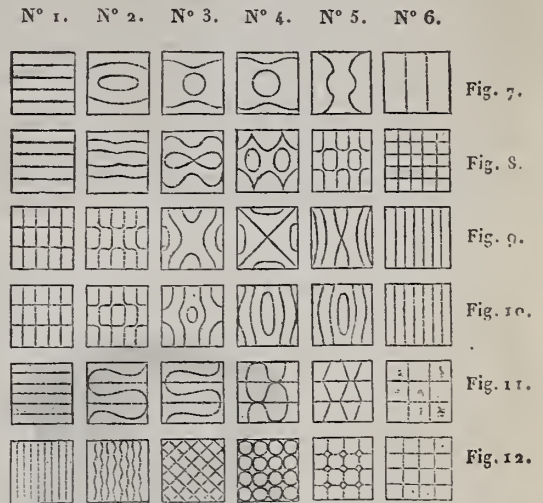 N° 1. N° 2. N° 3. N° 4. N° 5. N° 6.
Fig. 7.
Fig. 8.
Fig. 9.
Fig. 10.
Fig. 11.
Fig. 12.